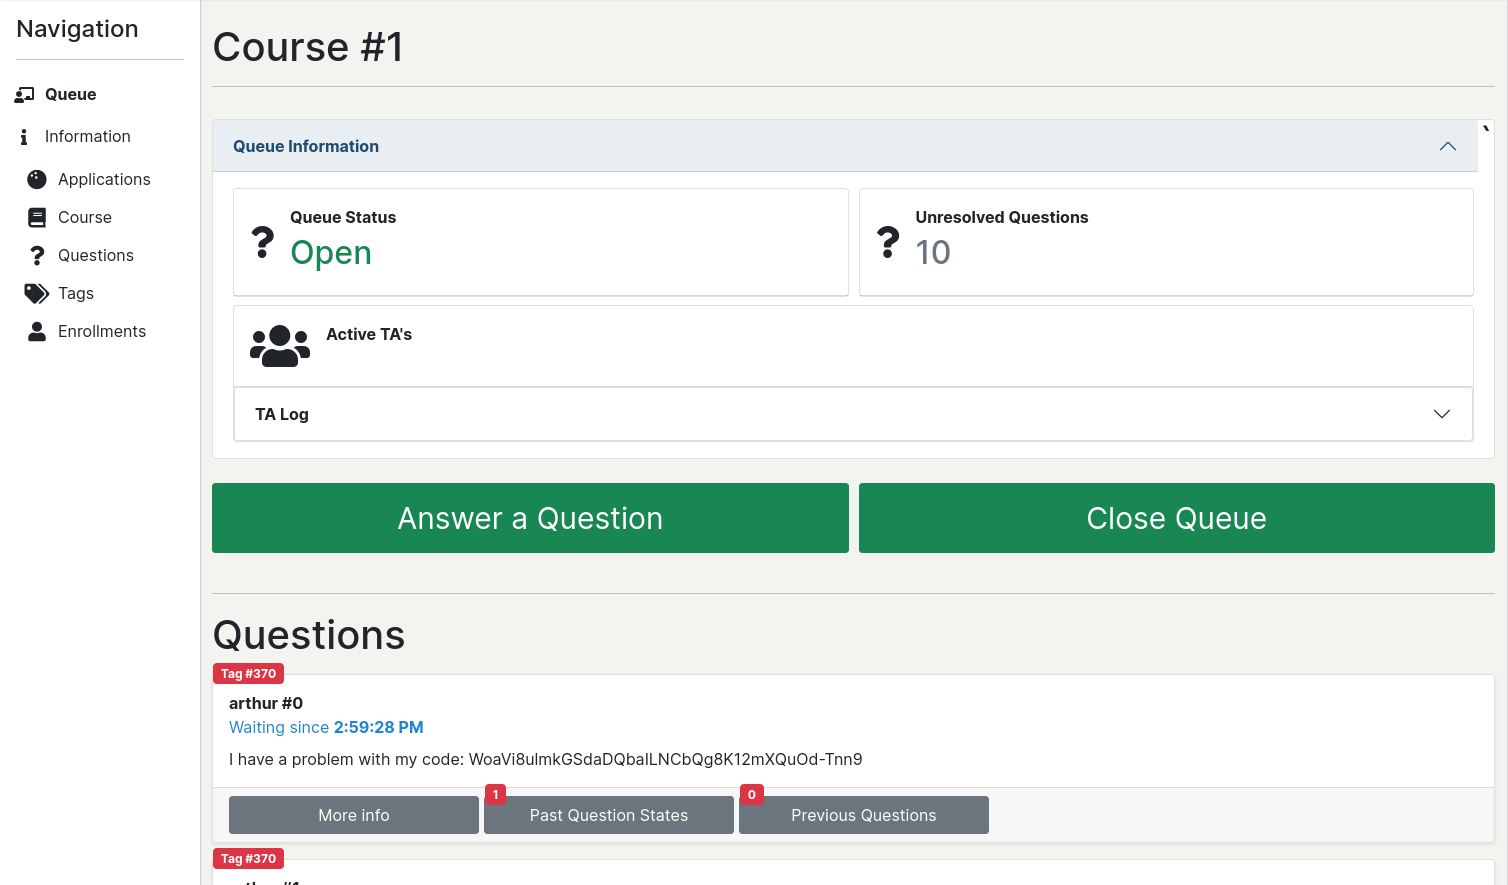 Navigation
Queue
Information
Applications
Course
Questions
Tags
Enrollments
Course #1
Queue Information
Queue Status
Open
Unresolved Questions
10
Active TA's
TA Log
Answer a Question
Close Queue
Questions
Tag #370
arthur #0
Waiting since 2:59:28 PM
I have a problem with my code: WoaVi8ulmkGSdaDQbaILNCbQg8K12mXQuOd-Tnn9
More info
1
Past Question States
0
Previous Questions
Tag #370